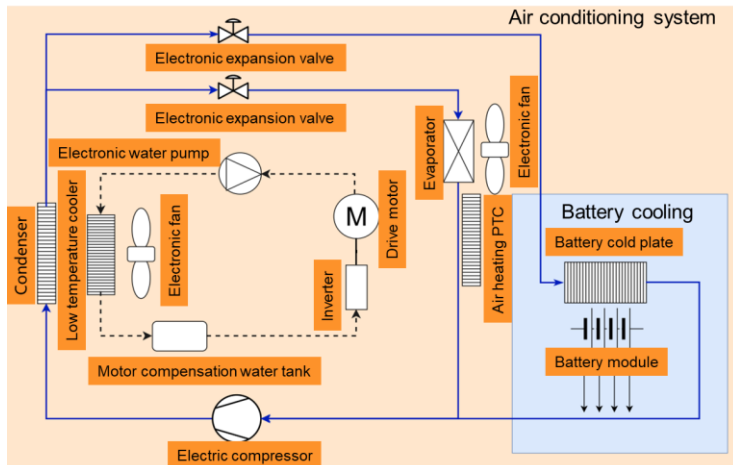 Air conditioning system
Electronic expansion valve
Electronic expansion valve
Electronic water pump
Evaporator
Electronic fan
Condenser
Low temperature cooler
Electronic fan
Inverter
M
Drive motor
Air heating PTC
Battery cooling
Battery cold plate
Motor compensation water tank
Battery module
Electric compressor